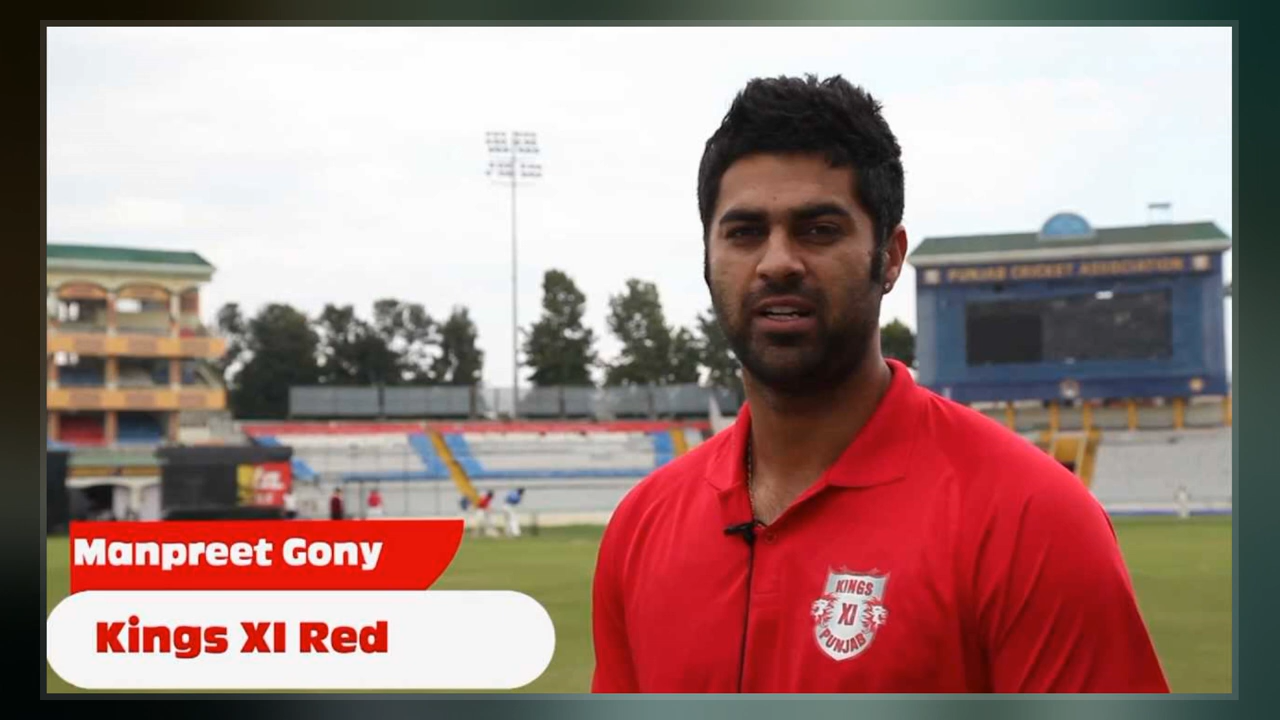 PUNJAB CRICKET ASSOCIATION
Manpreet Gony
Kings XI Red
KINGS
XI
PUNJAB